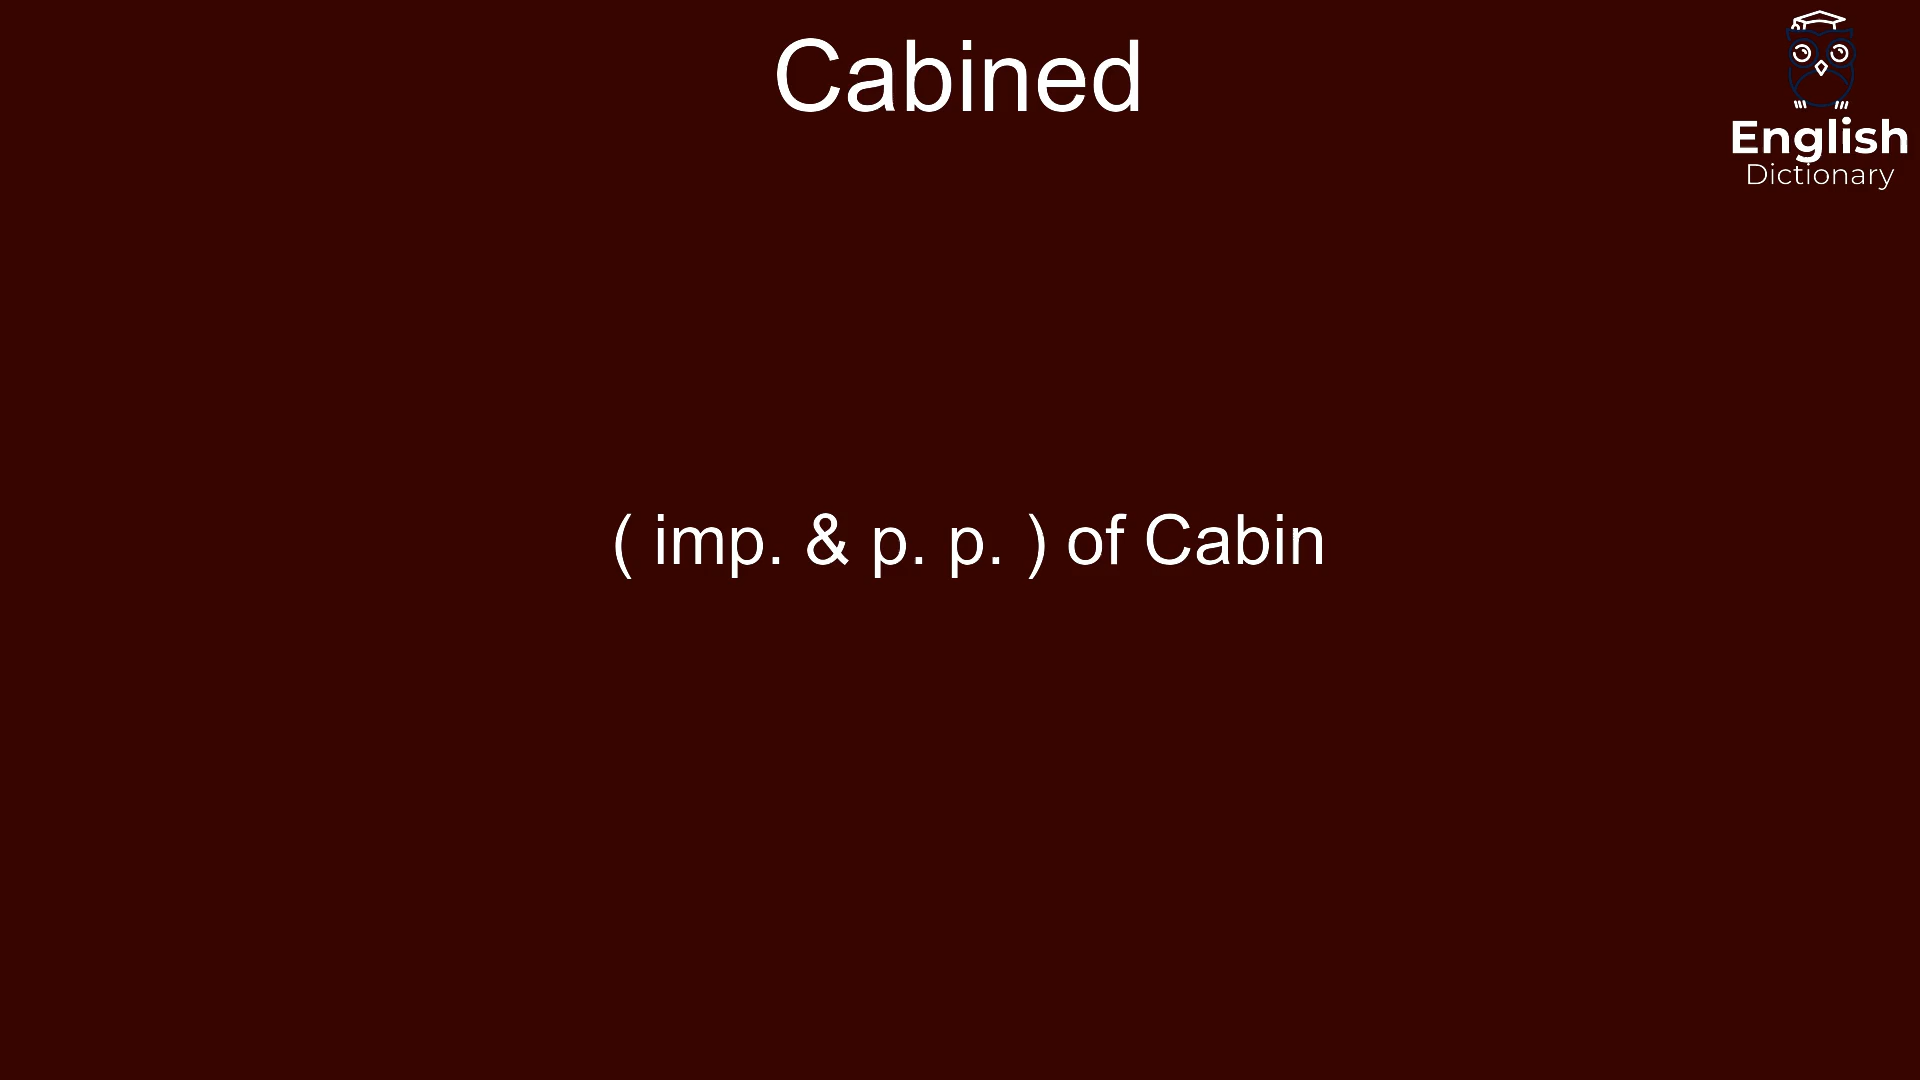 Cabined
English
Dictionary
( imp. & p. p. ) of Cabin